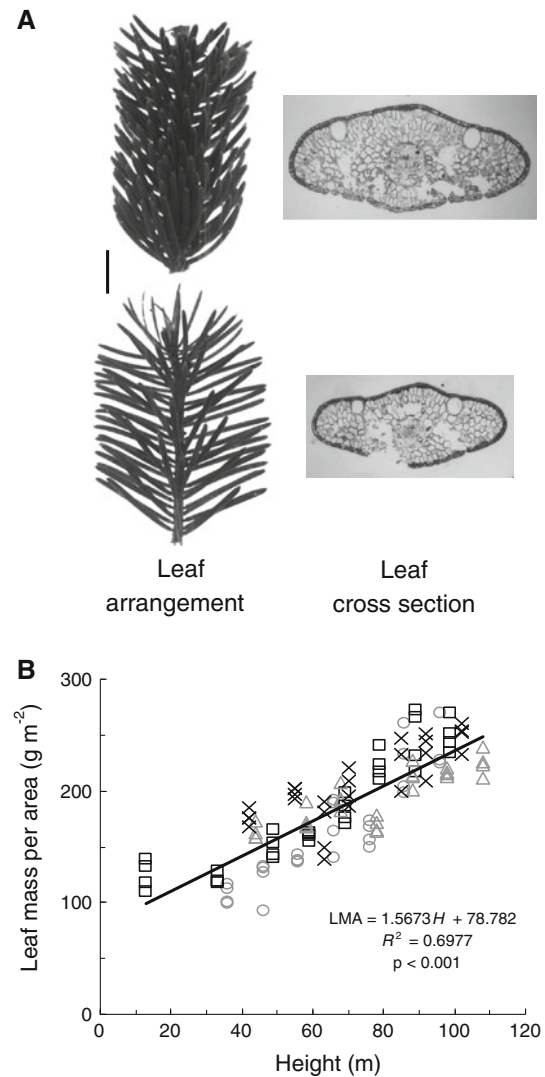 A
Leaf
arrangement
Leaf
cross section
B
300
200
100
0
Leaf mass per area (g m⁻²)
LMA = 1.5673H + 78.782
R² = 0.6977
p < 0.001
0 20 40 60 80 100 120
Height (m)